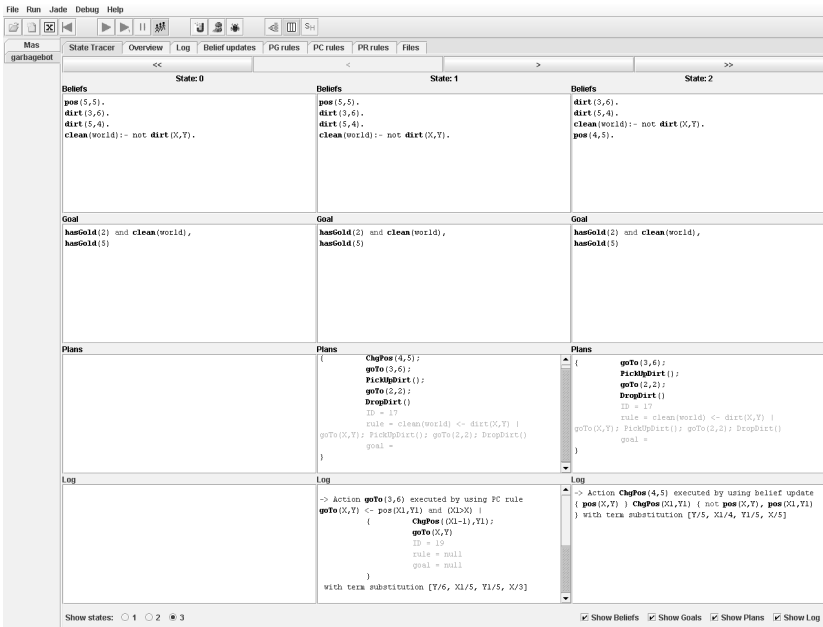 File Run Jade Debug Help
Mas
garbagebot
State Tracer Overview Log Belief updates PG rules PC rules PR rules Files
<< < > >>
State: 0
Beliefs
pos(5,5).
dirt(3,6).
dirt(5,4).
clean(world):- not dirt(X,Y).
Goal
hasGold(2) and clean(world),
hasGold(5)
Plans
Log
State: 1
Beliefs
pos(5,5).
dirt(3,6).
dirt(5,4).
clean(world):- not dirt(X,Y).
Goal
hasGold(2) and clean(world),
hasGold(5)
Plans
{ ChgPos(4,5);
goTo(3,6);
PickUpDirt();
goTo(2,2);
DropDirt()
ID = 17
rule = clean(world) <- dirt(X,Y) |
goTo(X,Y); PickUpDirt(); goTo(2,2); DropDirt()
goal =
}
Log
-> Action goTo(3,6) executed by using PC rule
goTo(X,Y) <- pos(X1,Y1) and (X1>X) |
{ ChgPos((X1-1),Y1);
goTo(X,Y)
ID = 19
rule = null
goal = null
}
with term substitution [Y/6, X1/5, Y1/5, X/3]
State: 2
Beliefs
dirt(3,6).
dirt(5,4).
clean(world):- not dirt(X,Y).
pos(4,5).
Goal
hasGold(2) and clean(world),
hasGold(5)
Plans
{ goTo(3,6);
PickUpDirt();
goTo(2,2);
DropDirt()
ID = 17
rule = clean(world) <- dirt(X,Y) |
goTo(X,Y); PickUpDirt(); goTo(2,2); DropDirt()
goal =
}
Log
-> Action ChgPos(4,5) executed by using belief update
{ pos(X,Y) } ChgPos(X1,Y1) { not pos(X,Y), pos(X1,Y1)
} with term substitution [Y/5, X1/4, Y1/5, X/5]
Show states: 1 2 3
Show Beliefs Show Goals Show Plans Show Log